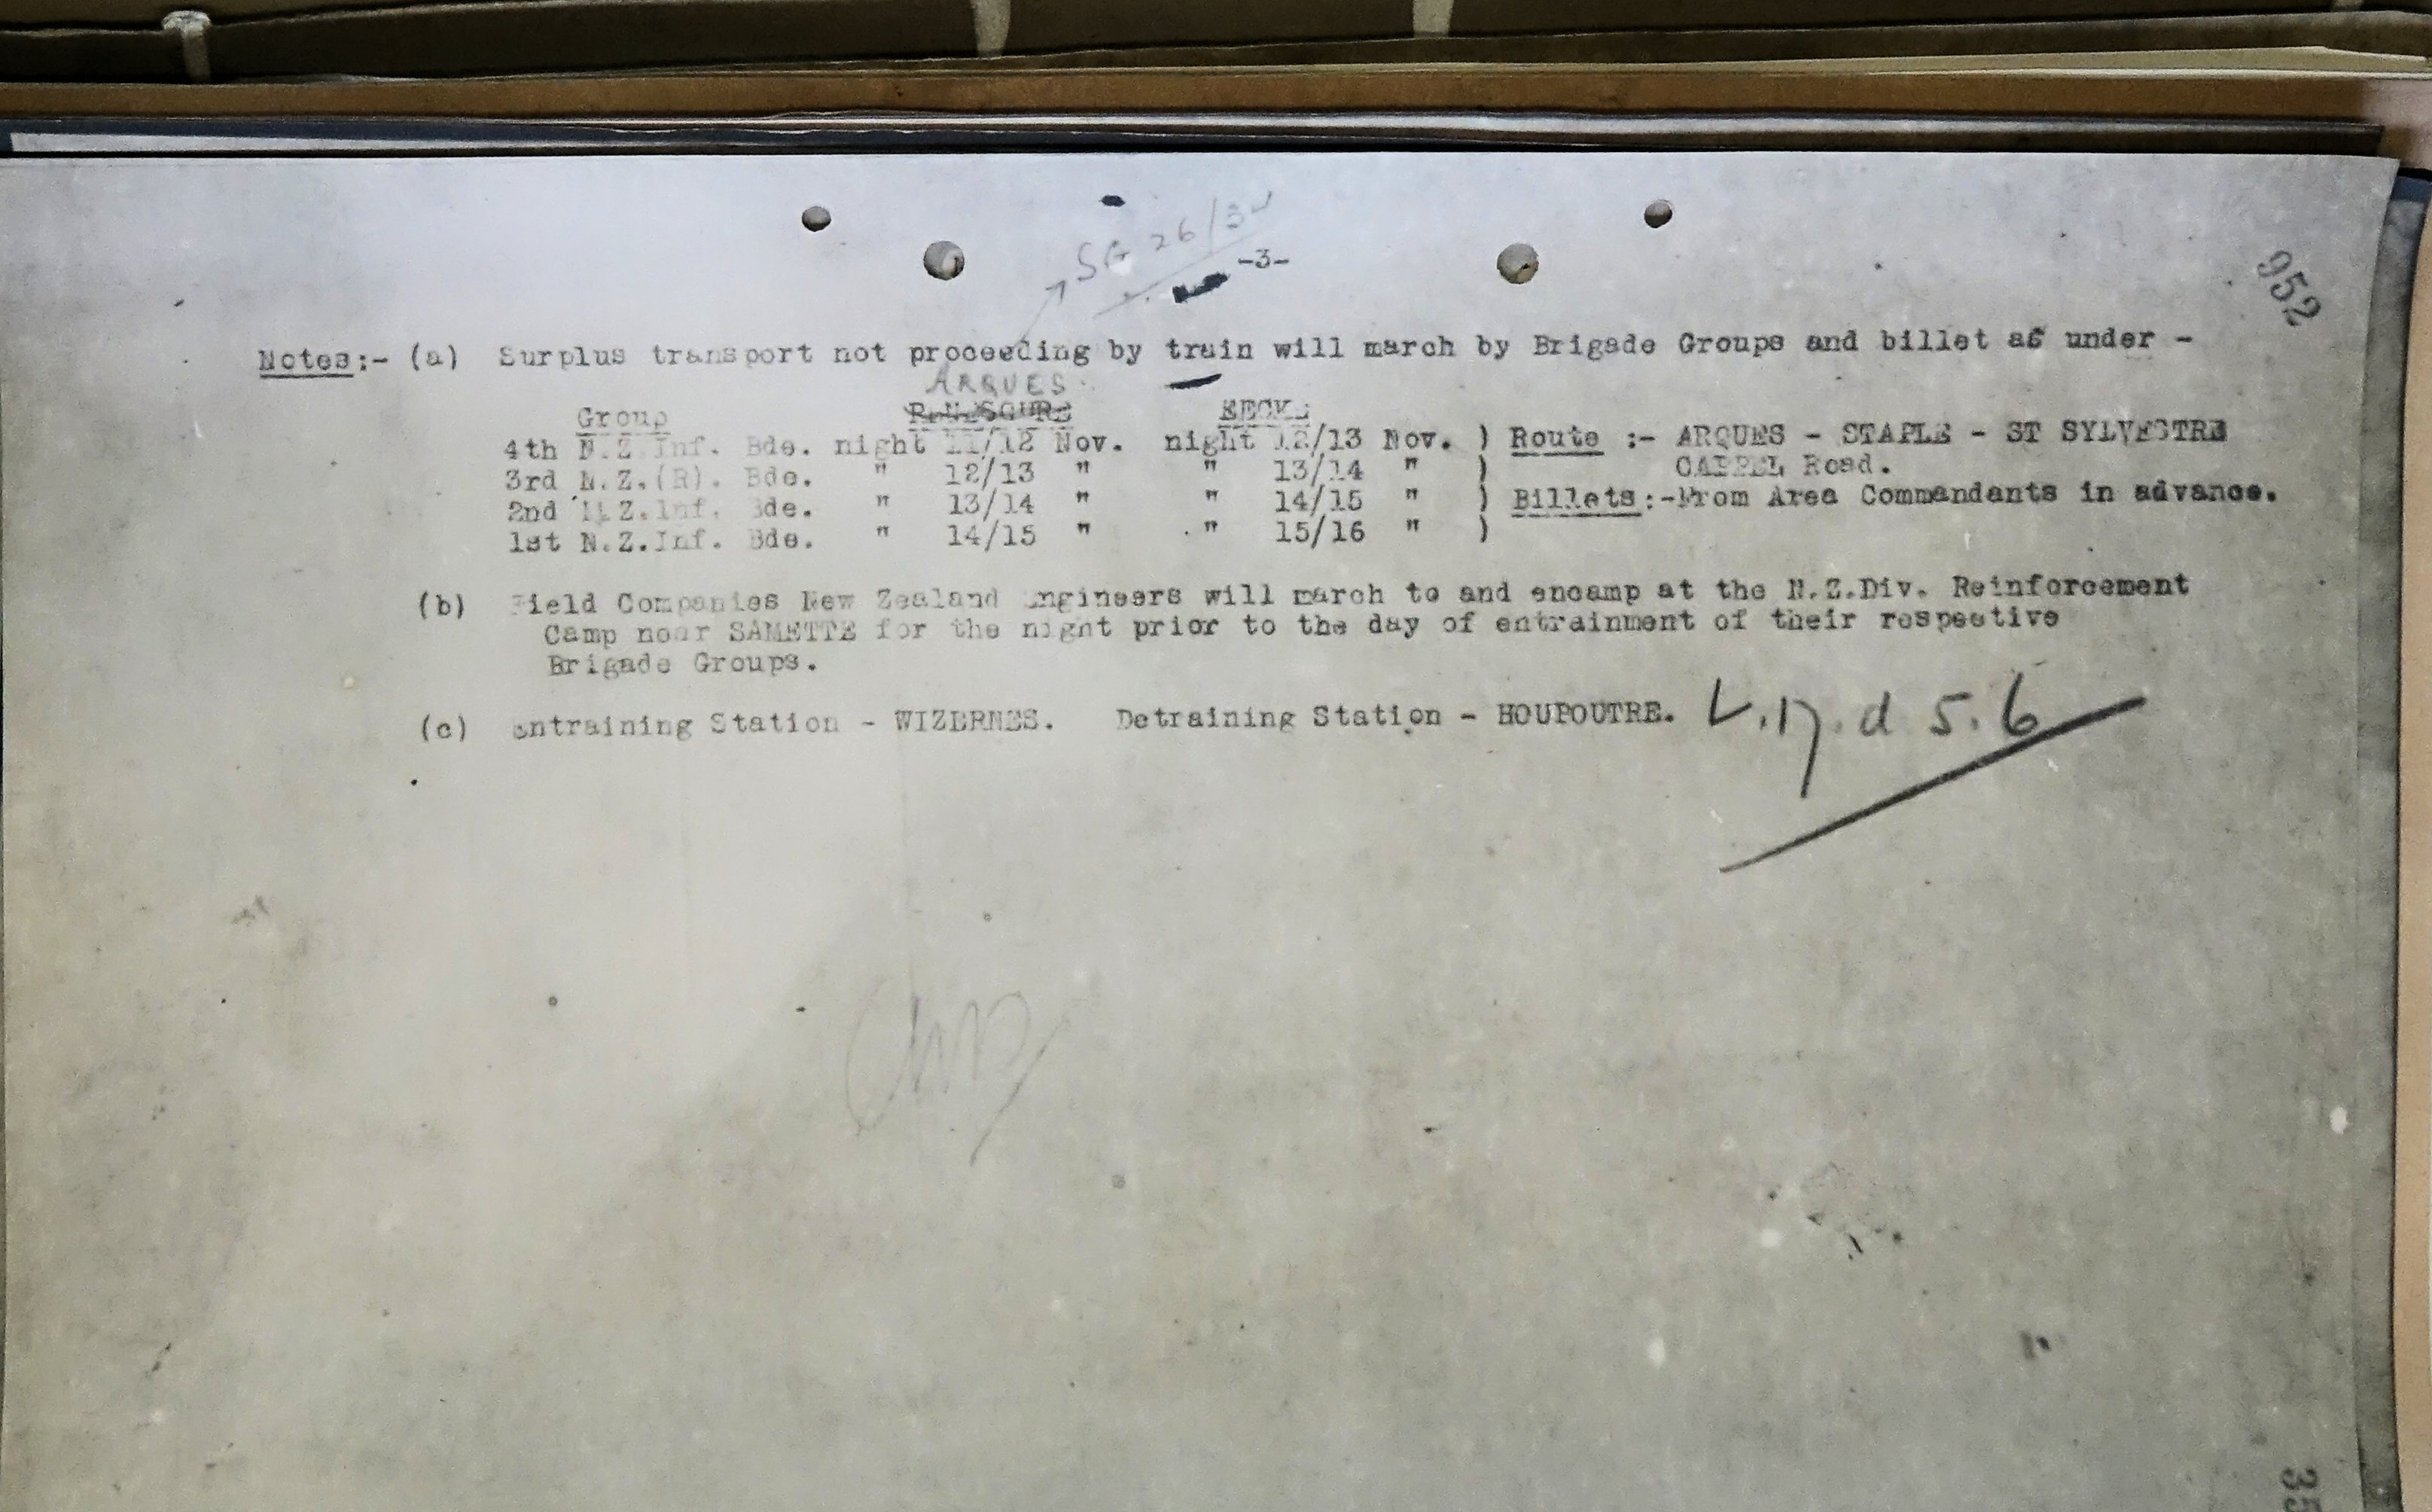 SG 26/34
-3-
952
Notes:- (a) Surplus transport not proceeding by train will march by Brigade Groups and billet as under -
ARQUES
Group RENESCURE EECKE
4th N.Z.Inf. Bde. night 11/12 Nov. night 12/13 Nov. ) Route :- ARQUES - STAPLE - ST SYLVESTRE
3rd N.Z.(R). Bde. " 12/13 " " 13/14 " ) CAPPEL Road.
2nd N.Z.Inf. Bde. " 13/14 " " 14/15 " ) Billets:-From Area Commandants in advance.
1st N.Z.Inf. Bde. " 14/15 " " 15/16 " )
(b) Field Companies New Zealand Engineers will march to and encamp at the N.Z.Div. Reinforcement
Camp near SAMETTE for the night prior to the day of entrainment of their respective
Brigade Groups.
(c) Entraining Station - WIZERNES. Detraining Station - HOUPOUTRE. L.17.d 5.6